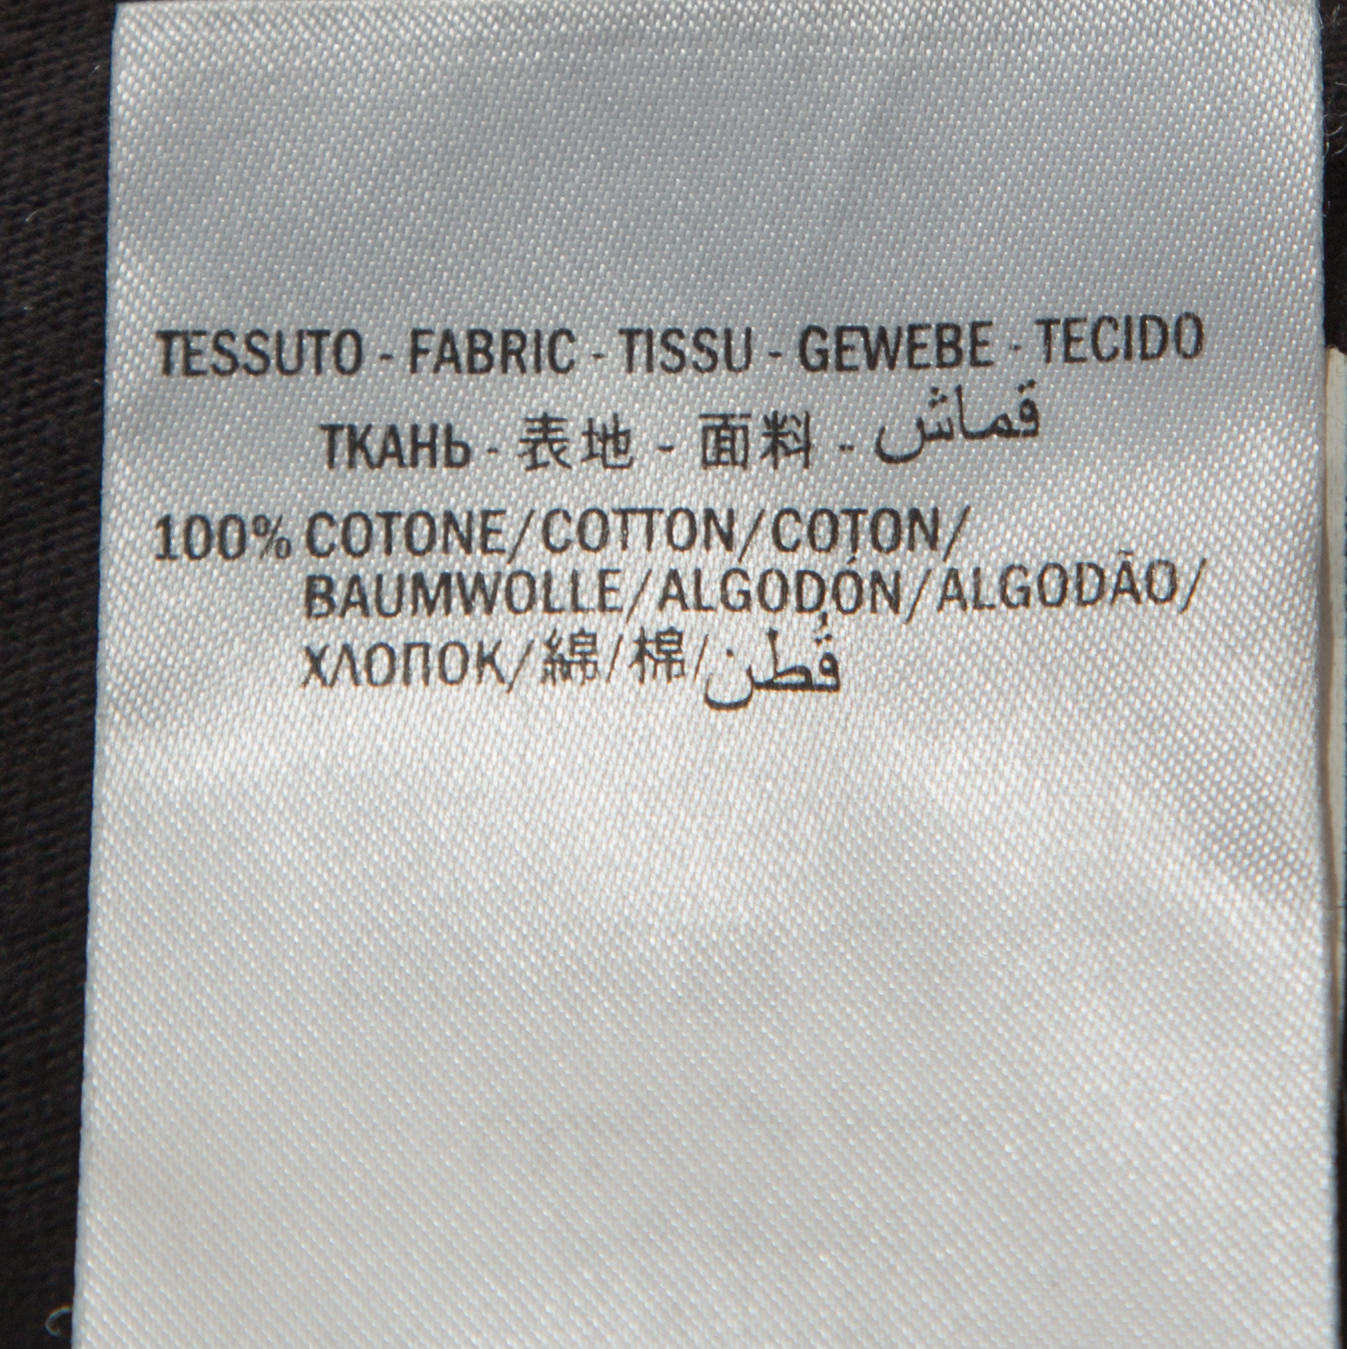 TESSUTO - FABRIC - TISSU - GEWEBE - TECIDO
ТКАНЬ - 表地 - 面料 - قماش
100% COTONE/COTTON/COTON/
BAUMWOLLE/ALGODÓN/ALGODÃO/
ХЛОПОК/綿/棉/قُطن